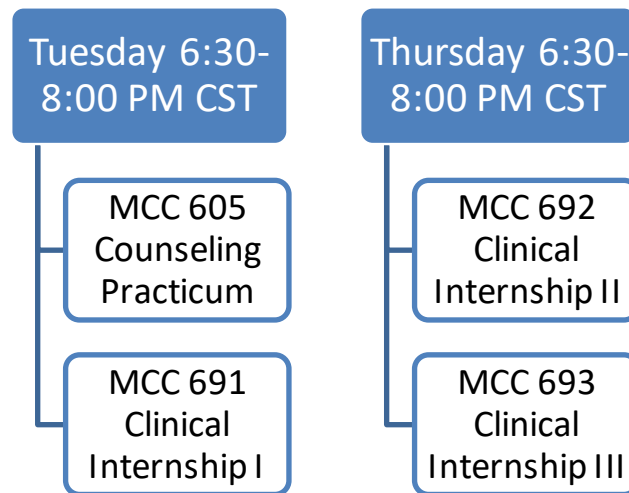 Tuesday 6:30-
8:00 PM CST
MCC 605
Counseling
Practicum
MCC 691
Clinical
Internship I
Thursday 6:30-
8:00 PM CST
MCC 692
Clinical
Internship II
MCC 693
Clinical
Internship III